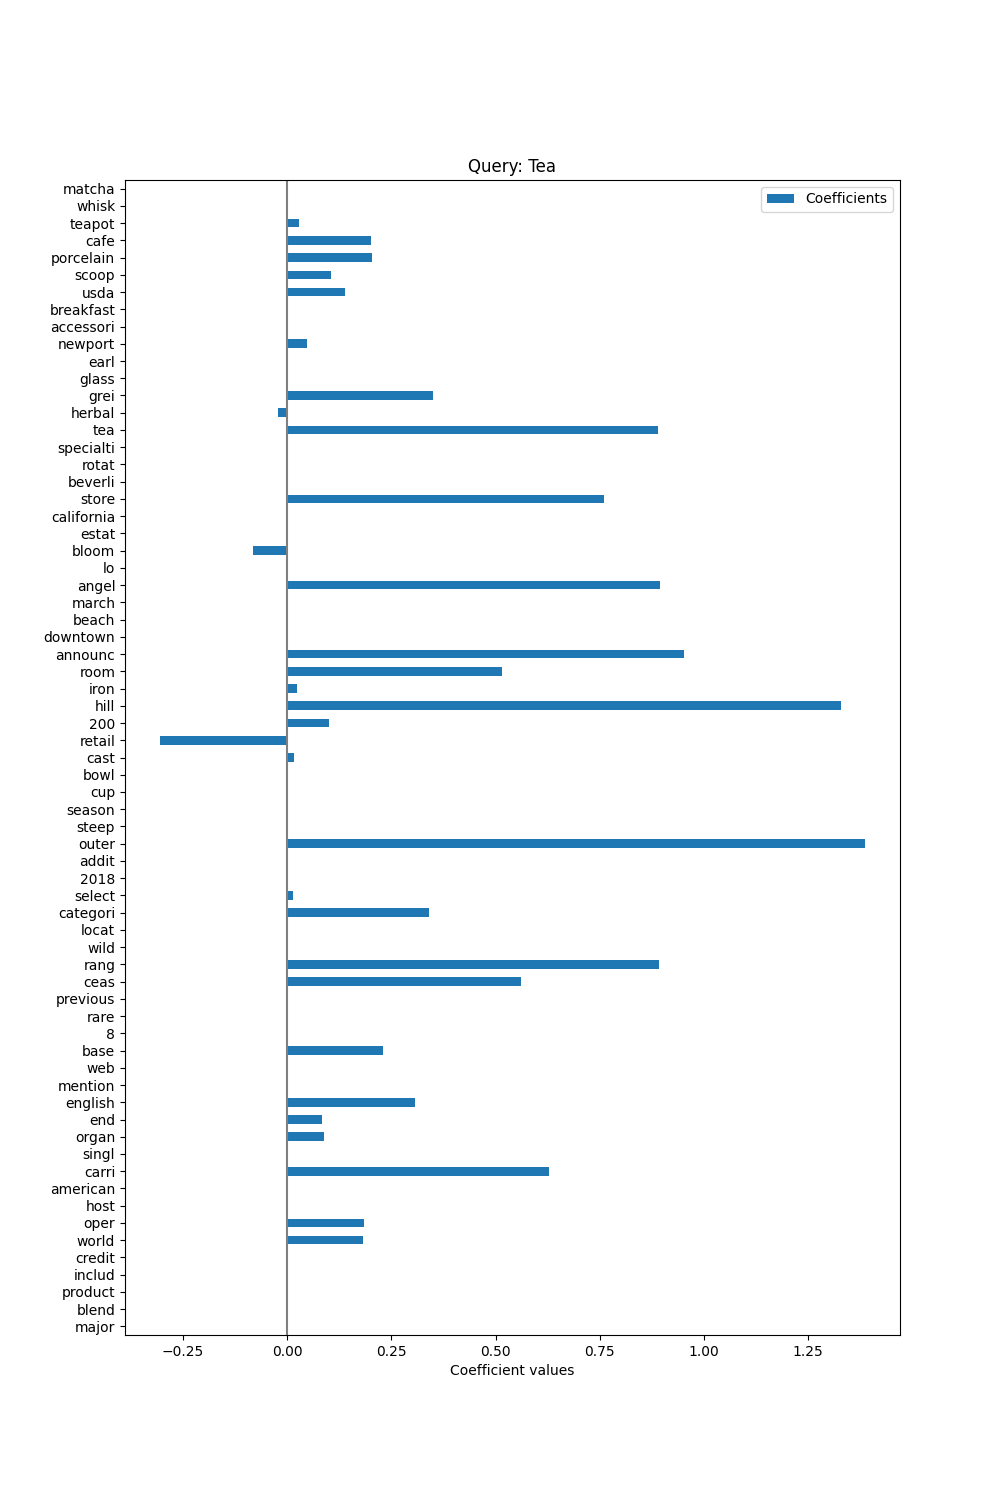 Query: Tea
Coefficients
matcha
whisk
teapot
cafe
porcelain
scoop
usda
breakfast
accessori
newport
earl
glass
grei
herbal
tea
specialti
rotat
beverli
store
california
estat
bloom
lo
angel
march
beach
downtown
announc
room
iron
hill
200
retail
cast
bowl
cup
season
steep
outer
addit
2018
select
categori
locat
wild
rang
ceas
previous
rare
8
base
web
mention
english
end
organ
singl
carri
american
host
oper
world
credit
includ
product
blend
major
−0.25 0.00 0.25 0.50 0.75 1.00 1.25
Coefficient values